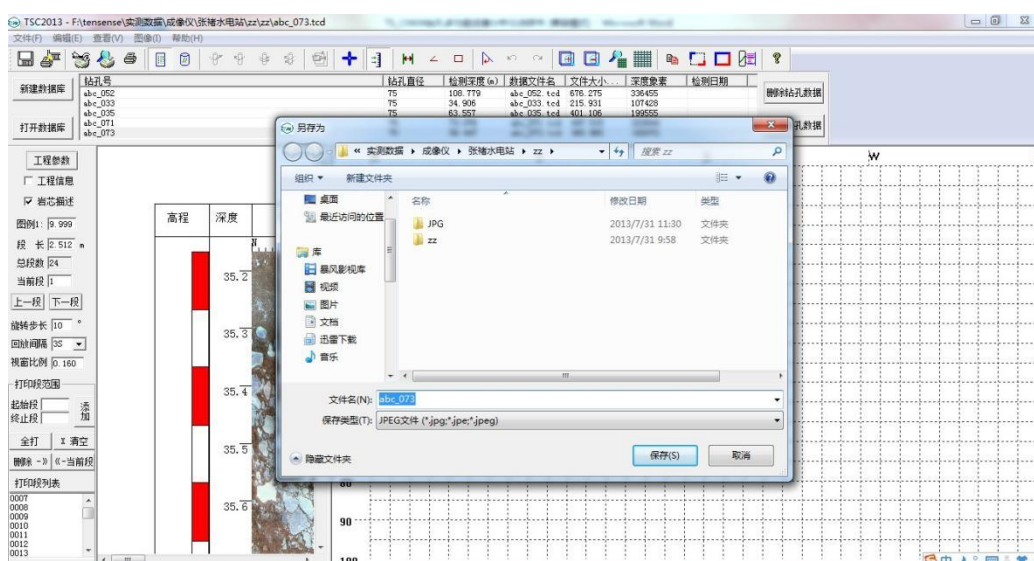 TSC2013 - F:\tensense\实测数据\成像仪\张褚水电站\zz\zz\abc_073.tcd
文件(F) 编辑(E) 查看(V) 图像(I) 帮助(H)
新建数据库
打开数据库
钻孔号 钻孔直径 检测深度(m) 数据文件名 文件大小... 深度象素 检测日期
abc_052 75 108.779 abc_052.tcd 676.275 336455
abc_033 75 34.906 abc_033.tcd 215.931 107428
abc_035 75 63.557 abc_035.tcd 401.106 199555
abc_071
abc_073
删除钻孔数据
孔数据
工程参数
工程信息
岩芯描述
图例1: 9.999
段 长 2.512 m
总段数 24
当前段 1
上一段 下一段
旋转步长 10 °
回放间隔 3S
视窗比例 0.160
打印段范围
起始段
终止段
添加
全打 X 清空
删除 -》 《-当前段
打印段列表
0007
0008
0009
0010
0011
0012
0013
高程 深度
N
35.2
35.3
35.4
35.5
35.6
另存为
« 实测数据 成像仪 张褚水电站 zz
搜索 zz
组织 新建文件夹
桌面
最近访问的位置
库
暴风影视库
视频
图片
文档
迅雷下载
音乐
名称 修改日期 类型
JPG 2013/7/31 11:30 文件夹
zz 2013/7/31 9:58 文件夹
文件名(N): abc_073
保存类型(T): JPEG文件 (*.jpg;*.jpe;*.jpeg)
隐藏文件夹
保存(S) 取消
W
80
90
100
中